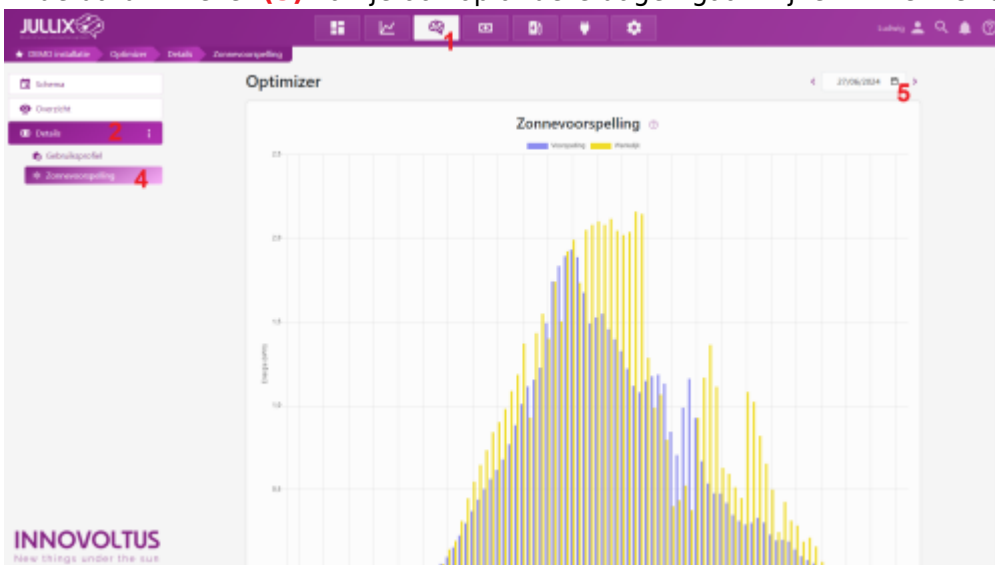 (5)
JULLIX
1
Ludwig
DEMO installatie Optimizer Details Zonnevoorspelling
Schema
Overzicht
Details 2
Gebruiksprofiel
Zonnevoorspelling 4
Optimizer
27/06/2024 5
Zonnevoorspelling
Voorspelling Werkelijk
2,5
2,0
1,5
1,0
0,5
Energie (kWh)
INNOVOLTUS
New things under the sun